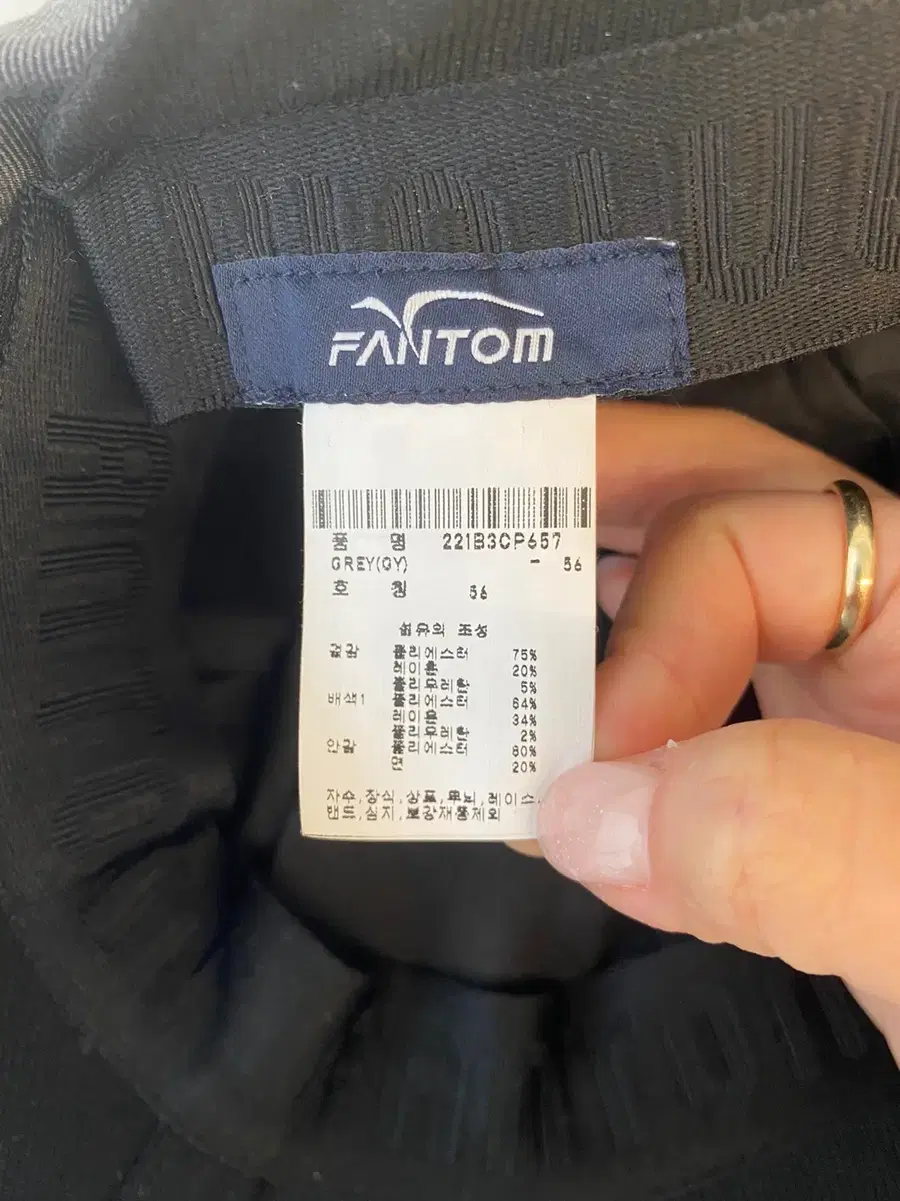 FANTOM
품 명 221B3CP657
GREY(GY) - 56
호 칭 56
섬유의 조성
겉감 폴리에스터 75%
레이온 20%
폴리우레탄 5%
배색1 폴리에스터 64%
레이온 34%
폴리우레탄 2%
안감 폴리에스터 80%
면 20%
자수,장식,상표,무늬,레이스,
밴드,심지,보강재등제외